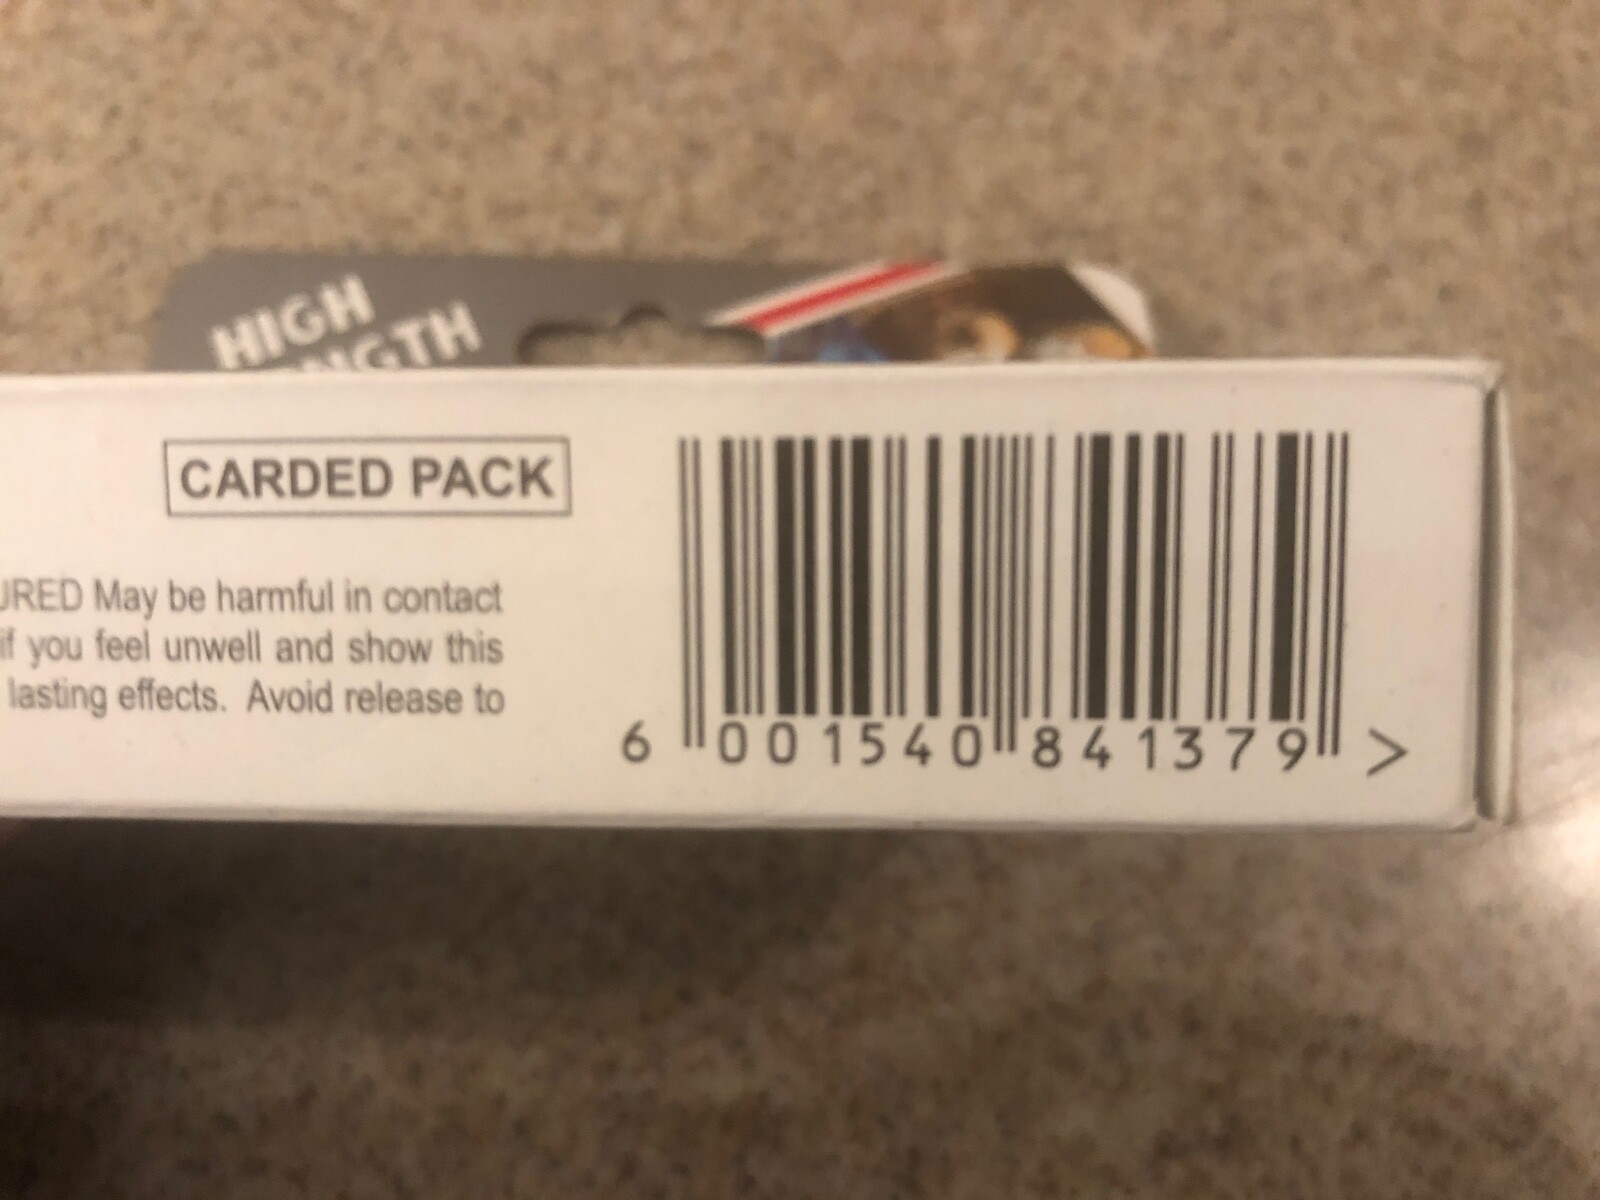 HIGH
CARDED PACK
May be harmful in contact
if you feel unwell and show this
lasting effects. Avoid release to
6 001540 841379 >